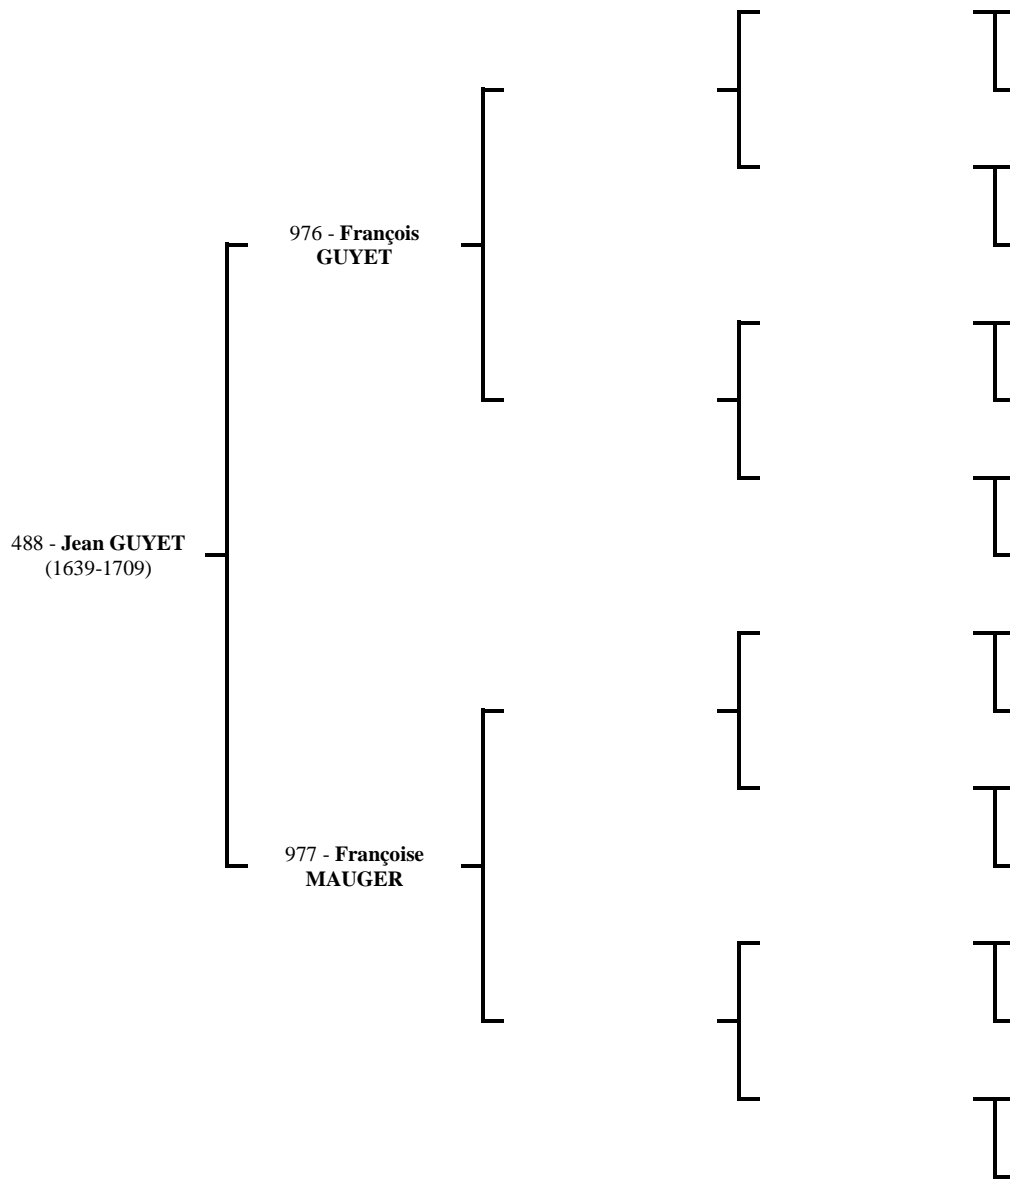 976 - François
GUYET
488 - Jean GUYET
(1639-1709)
977 - Françoise
MAUGER